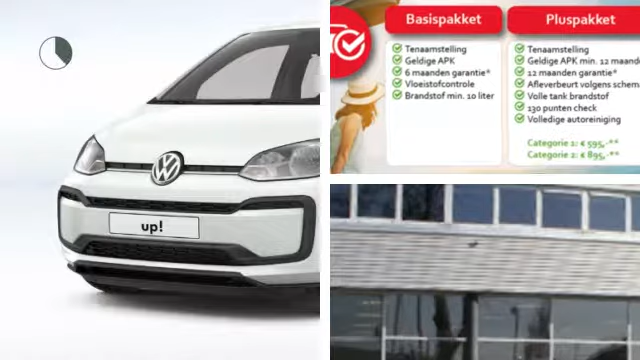 up!
Basispakket
Tenaamstelling
Geldige APK
6 maanden garantie*
Vloeistofcontrole
Brandstof min. 10 liter
Pluspakket
Tenaamstelling
Geldige APK min. 12 maand
12 maanden garantie*
Afleverbeurt volgens schem
Volle tank brandstof
130 punten check
Volledige autoreiniging
Categorie 1: € 595,-**
Categorie 2: € 895,-**